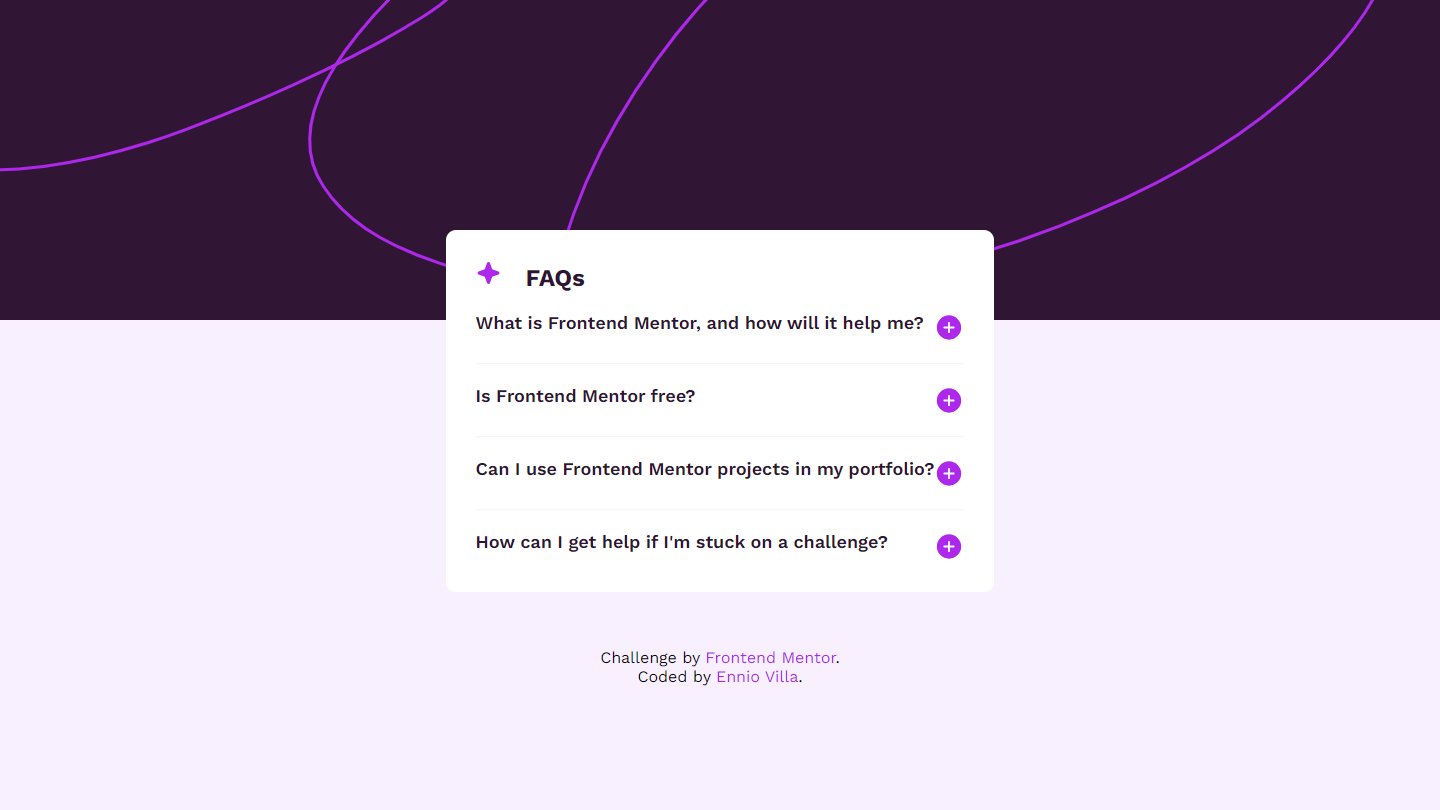 FAQs
What is Frontend Mentor, and how will it help me?
Is Frontend Mentor free?
Can I use Frontend Mentor projects in my portfolio?
How can I get help if I'm stuck on a challenge?
Challenge by Frontend Mentor.
Coded by Ennio Villa.